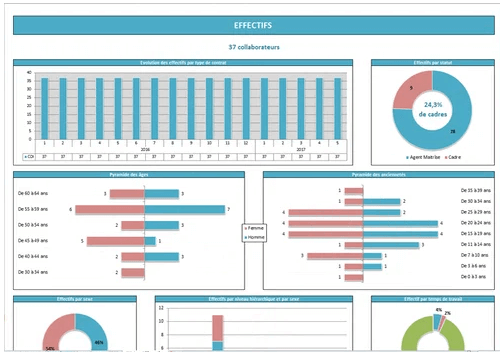 EFFECTIFS
37 collaborateurs
Evolution des effectifs par type de contrat
40
35
30
25
20
15
10
5
0
1 2 3 4 5 6 7 8 9 10 11 12 1 2 3 4 5
2016 2017
CDI 37 37 37 37 37 37 37 37 37 37 37 37 37 37 37 37 37
Effectifs par statut
9
24,3%
de cadres
28
Agent Maîtrise Cadre
Pyramide des âges
De 60 à 64 ans 3 3
De 55 à 59 ans 6 7
De 50 à 54 ans 2 3
De 45 à 49 ans 5 1
De 40 à 44 ans 2 3
De 30 à 34 ans 2
Femme
Homme
Pyramide des anciennetés
1 De 35 à 39 ans
1 2 De 30 à 34 ans
4 2 De 25 à 29 ans
4 4 De 20 à 24 ans
4 4 De 15 à 19 ans
1 3 De 11 à 14 ans
3 1 De 7 à 10 ans
1 1 De 3 à 6 ans
1 De 0 à 3 ans
Effectifs par sexe
46%
54%
Effectifs par niveau hiérarchique et par sexe
12
10
8
6
Effectif par temps de travail
4%
2%